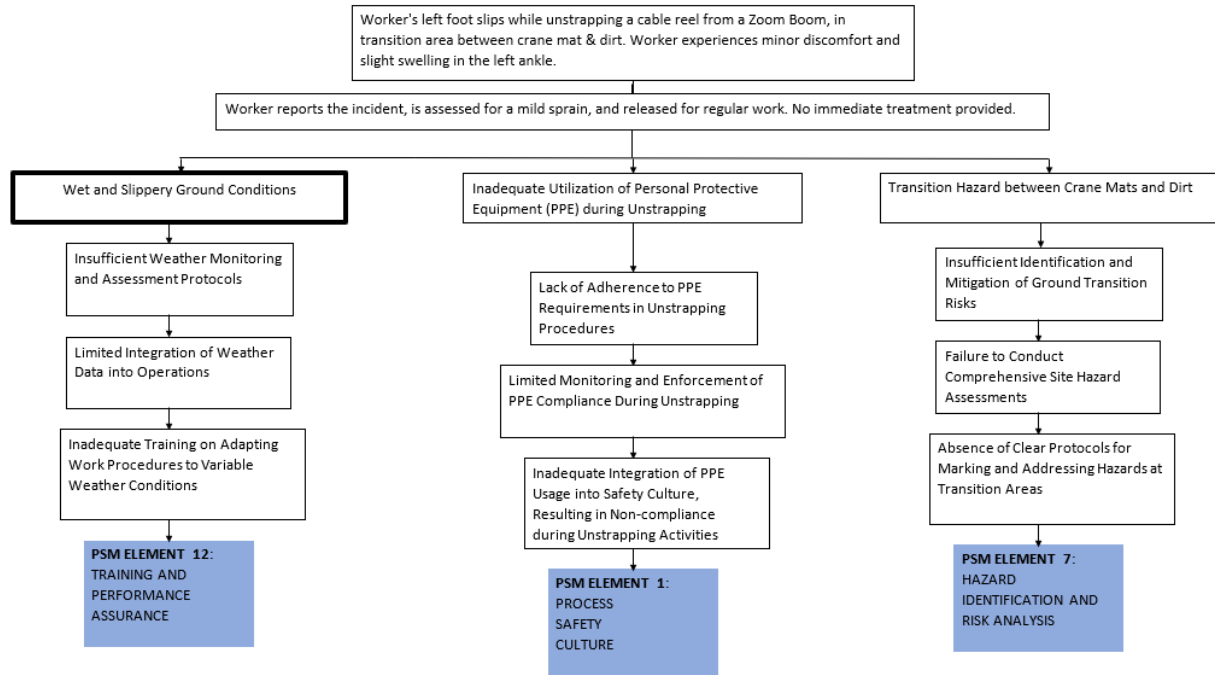 Worker's left foot slips while unstrapping a cable reel from a Zoom Boom, in
transition area between crane mat & dirt. Worker experiences minor discomfort and
slight swelling in the left ankle.
Worker reports the incident, is assessed for a mild sprain, and released for regular work. No immediate treatment provided.
Wet and Slippery Ground Conditions
Insufficient Weather Monitoring
and Assessment Protocols
Limited Integration of Weather
Data into Operations
Inadequate Training on Adapting
Work Procedures to Variable
Weather Conditions
PSM ELEMENT 12:
TRAINING AND
PERFORMANCE
ASSURANCE
Inadequate Utilization of Personal Protective
Equipment (PPE) during Unstrapping
Lack of Adherence to PPE
Requirements in Unstrapping
Procedures
Limited Monitoring and Enforcement of
PPE Compliance During Unstrapping
Inadequate Integration of PPE
Usage into Safety Culture,
Resulting in Non-compliance
during Unstrapping Activities
PSM ELEMENT 1:
PROCESS
SAFETY
CULTURE
Transition Hazard between Crane Mats and Dirt
Insufficient Identification and
Mitigation of Ground Transition
Risks
Failure to Conduct
Comprehensive Site Hazard
Assessments
Absence of Clear Protocols for
Marking and Addressing Hazards at
Transition Areas
PSM ELEMENT 7:
HAZARD
IDENTIFICATION AND
RISK ANALYSIS